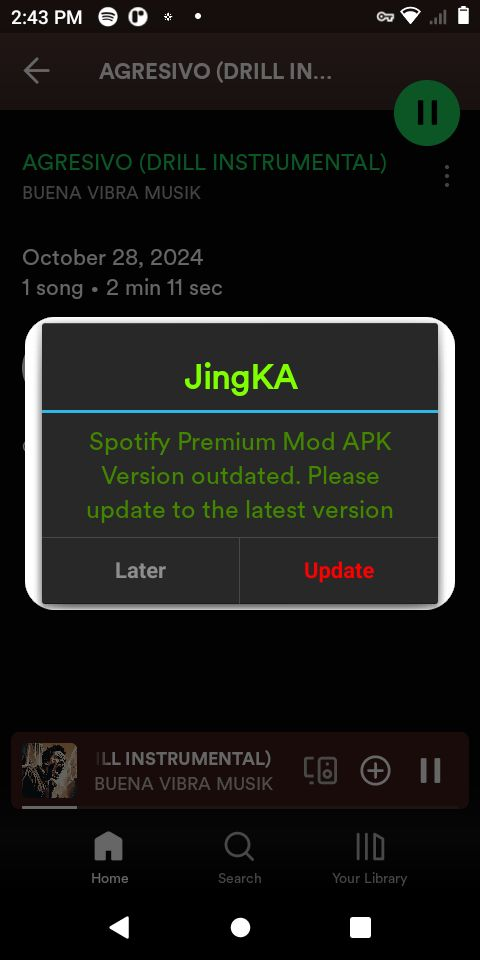 2:43 PM
AGRESIVO (DRILL IN...
AGRESIVO (DRILL INSTRUMENTAL)
BUENA VIBRA MUSIK
October 28, 2024
1 song • 2 min 11 sec
JingKA
Spotify Premium Mod APK
Version outdated. Please
update to the latest version
Later
Update
ILL INSTRUMENTAL)
BUENA VIBRA MUSIK
Home
Search
Your Library